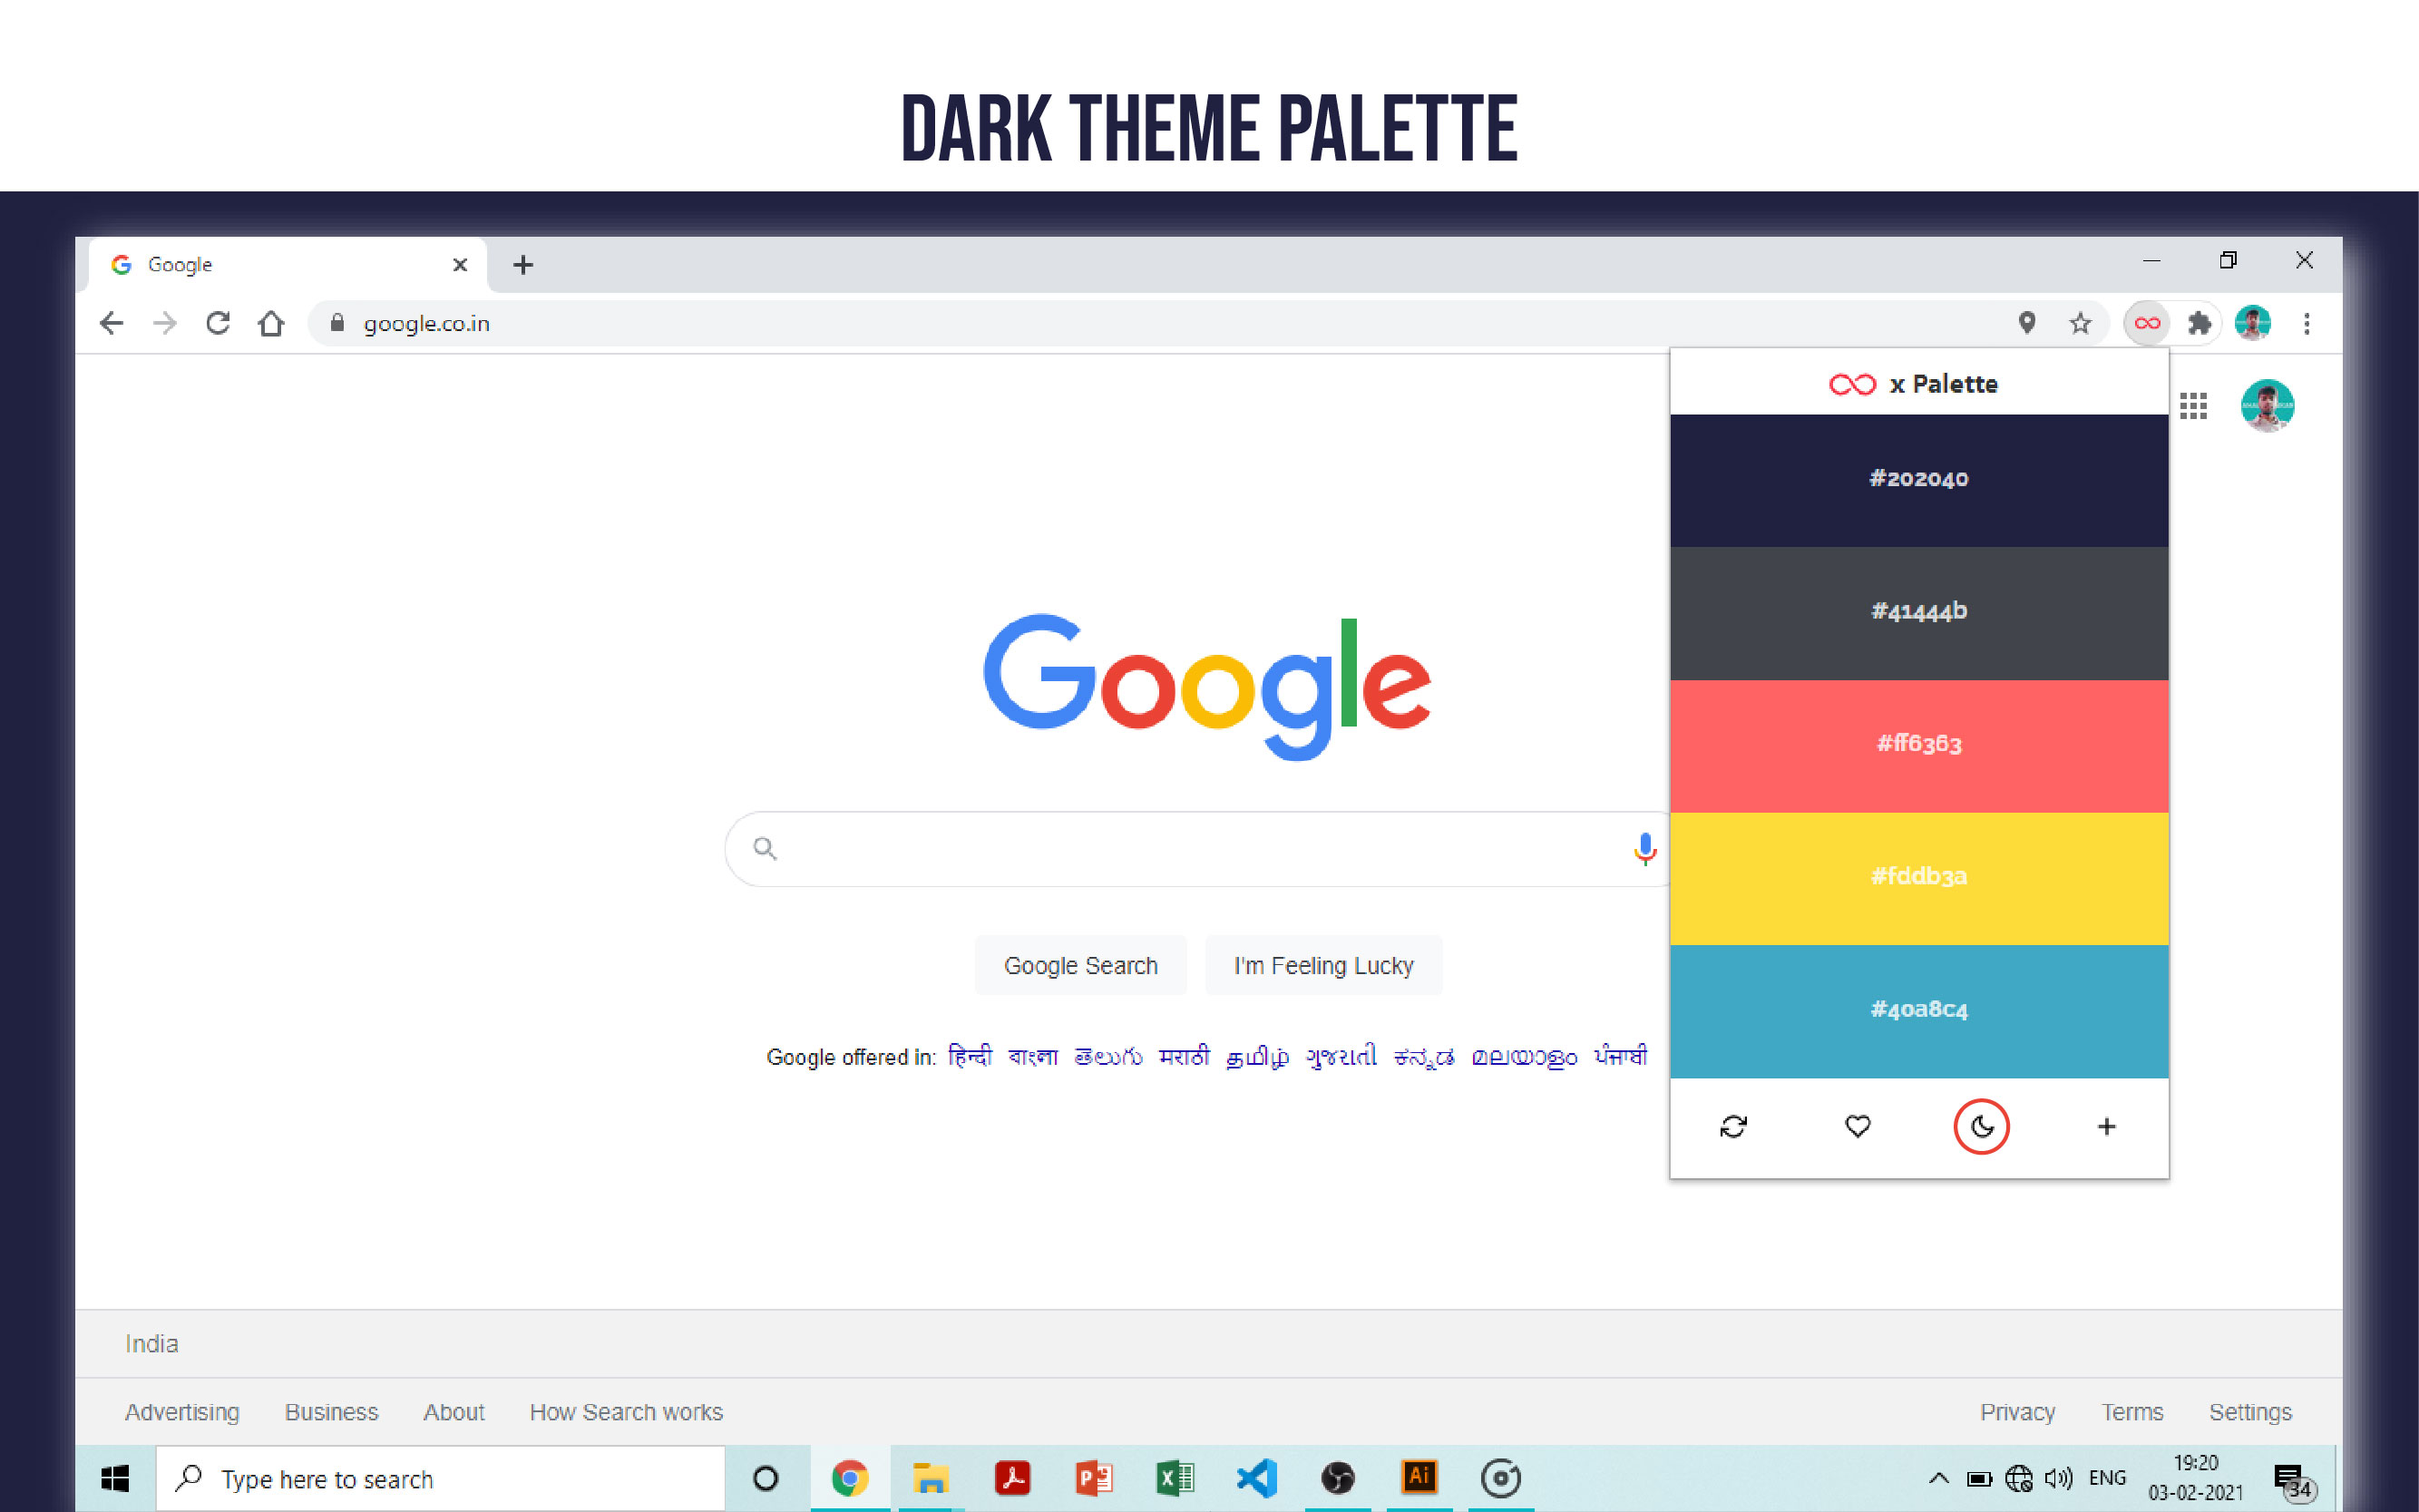 DARK THEME PALETTE
Google
google.co.in
x Palette
#202040
#41444b
#ff6363
#fddb3a
#40a8c4
Google
Google Search
I'm Feeling Lucky
Google offered in: हिन्दी বাংলা తెలుగు मराठी தமிழ் ગુજરાતી ಕನ್ನಡ മലയാളം ਪੰਜਾਬੀ
India
Advertising Business About How Search works Privacy Terms Settings
Type here to search
Ai
ENG
19:20
03-02-2021
34